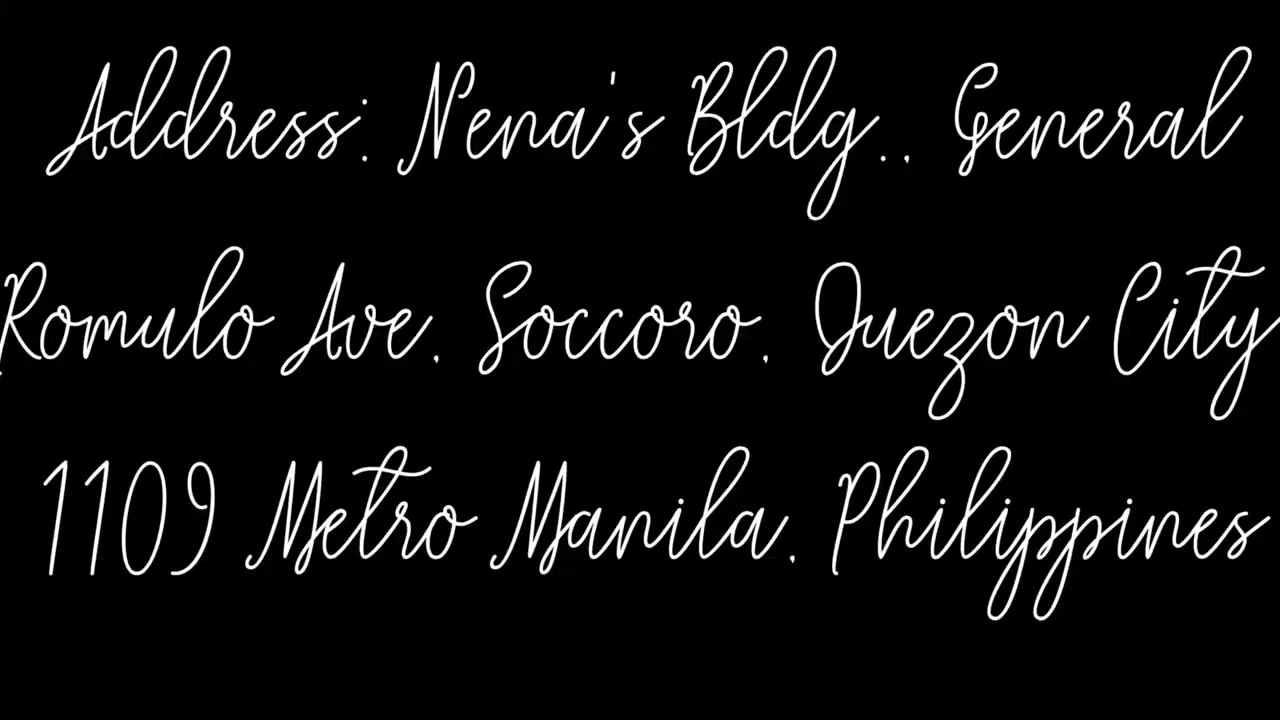 Address: Nena's Bldg., General
Romulo Ave, Soccoro, Quezon City
1109 Metro Manila, Philippines